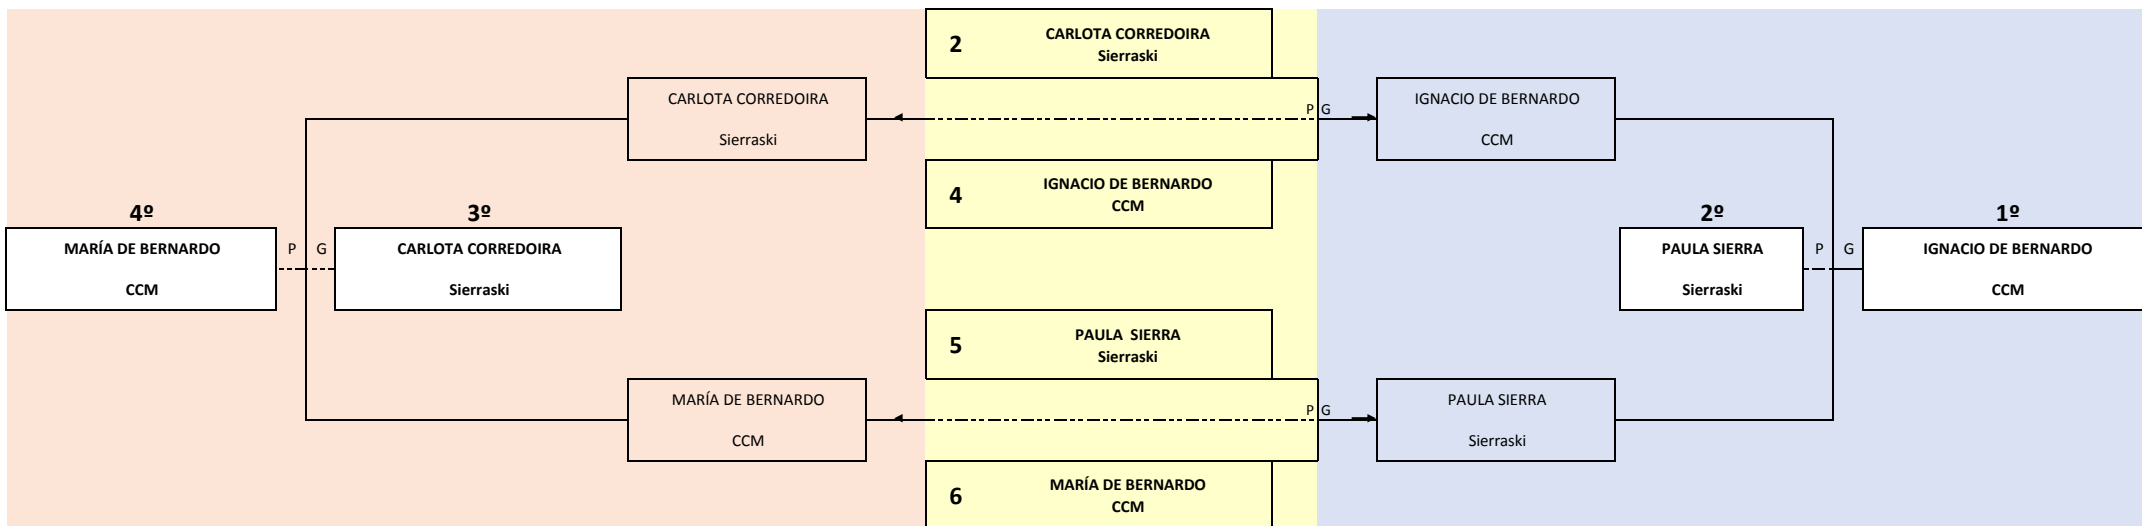 2
CARLOTA CORREDOIRA
Sierraski
CARLOTA CORREDOIRA
Sierraski
P G
IGNACIO DE BERNARDO
CCM
4
IGNACIO DE BERNARDO
CCM
4º
3º
2º
1º
MARÍA DE BERNARDO
CCM
P G
CARLOTA CORREDOIRA
Sierraski
PAULA SIERRA
Sierraski
P G
IGNACIO DE BERNARDO
CCM
5
PAULA SIERRA
Sierraski
MARÍA DE BERNARDO
CCM
P G
PAULA SIERRA
Sierraski
6
MARÍA DE BERNARDO
CCM